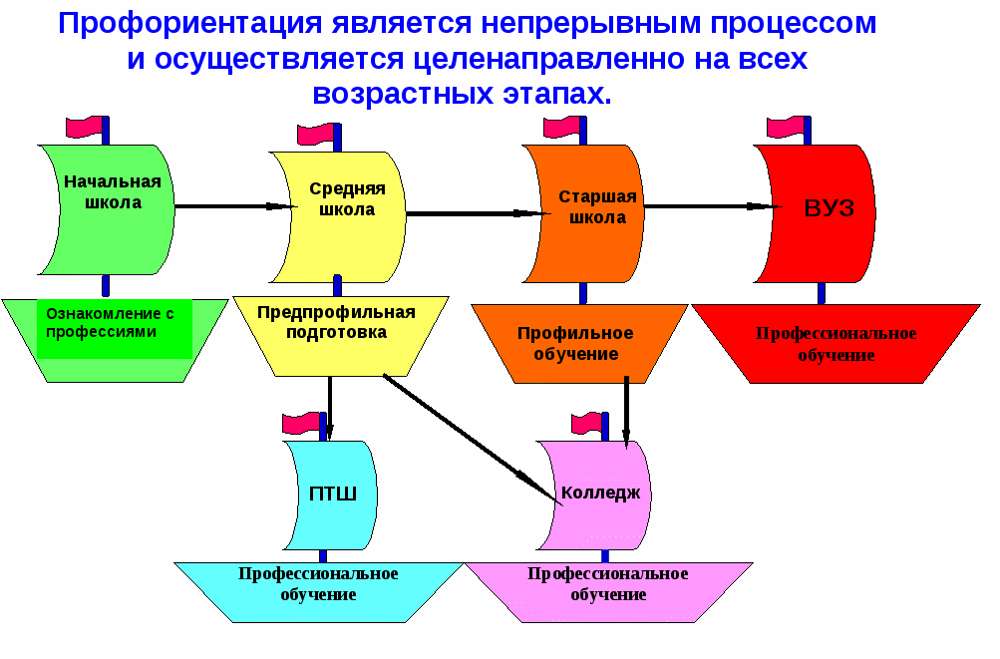 Профориентация является непрерывным процессом
и осуществляется целенаправленно на всех
возрастных этапах.
Начальная
школа
Средняя
школа
Старшая
школа
ВУЗ
Ознакомление с
профессиями
Предпрофильная
подготовка
Профильное
обучение
Профессиональное
обучение
ПТШ
Колледж
Профессиональное
обучение
Профессиональное
обучение